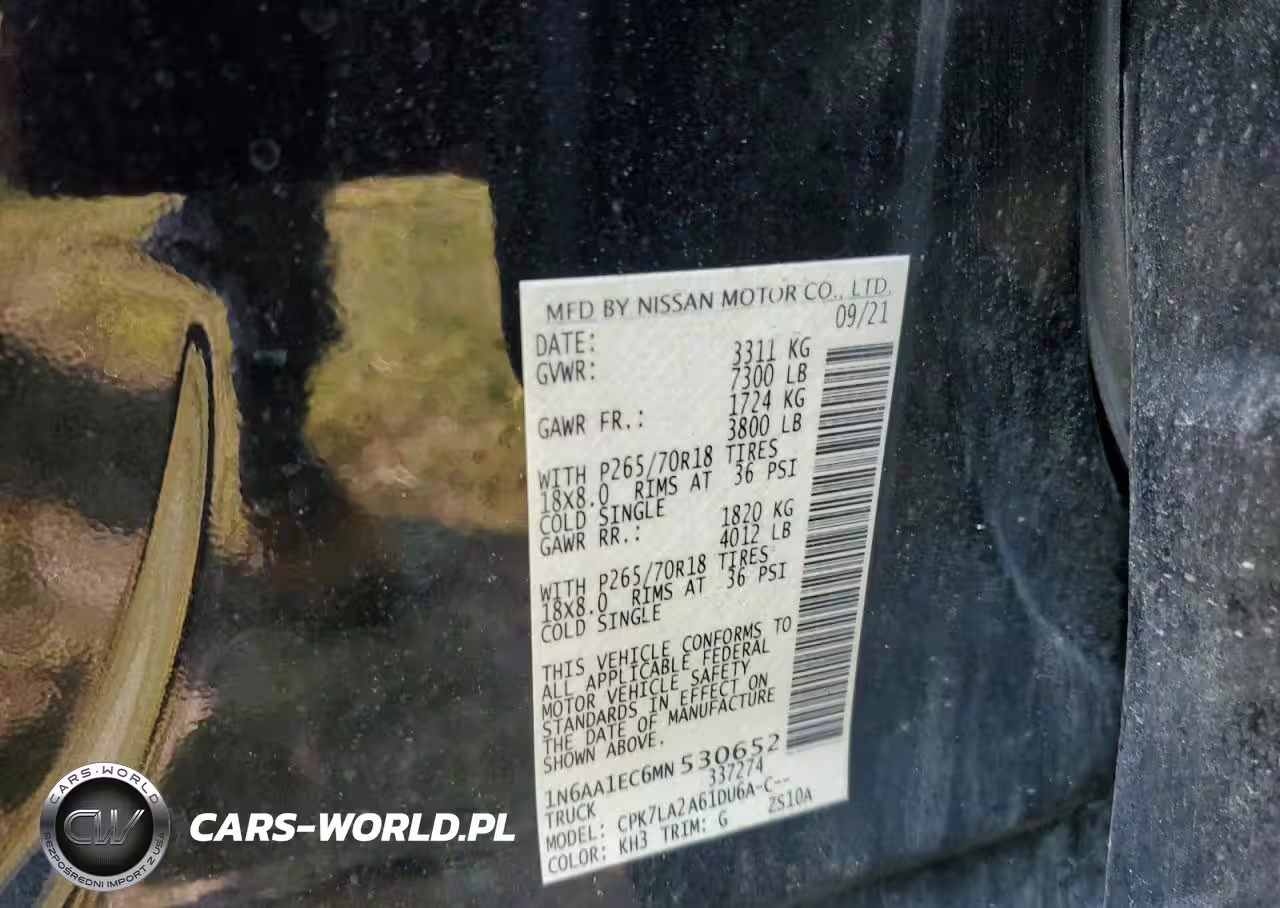 MFD BY NISSAN MOTOR CO., LTD.
DATE: 09/21
GVWR: 3311 KG
7300 LB
GAWR FR.: 1724 KG
3800 LB
WITH P265/70R18 TIRES
18X8.0 RIMS AT 36 PSI
COLD SINGLE
GAWR RR.: 1820 KG
4012 LB
WITH P265/70R18 TIRES
18X8.0 RIMS AT 36 PSI
COLD SINGLE
THIS VEHICLE CONFORMS TO
ALL APPLICABLE FEDERAL
MOTOR VEHICLE SAFETY
STANDARDS IN EFFECT ON
THE DATE OF MANUFACTURE
SHOWN ABOVE.
1N6AA1EC6MN530652
TRUCK 337274
MODEL: CPK7LA2A61DU6A-C--
COLOR: KH3 TRIM: G ZS10A
CARS-WORLD
CW
BEZPOŚREDNI IMPORT Z USA
CARS-WORLD.PL